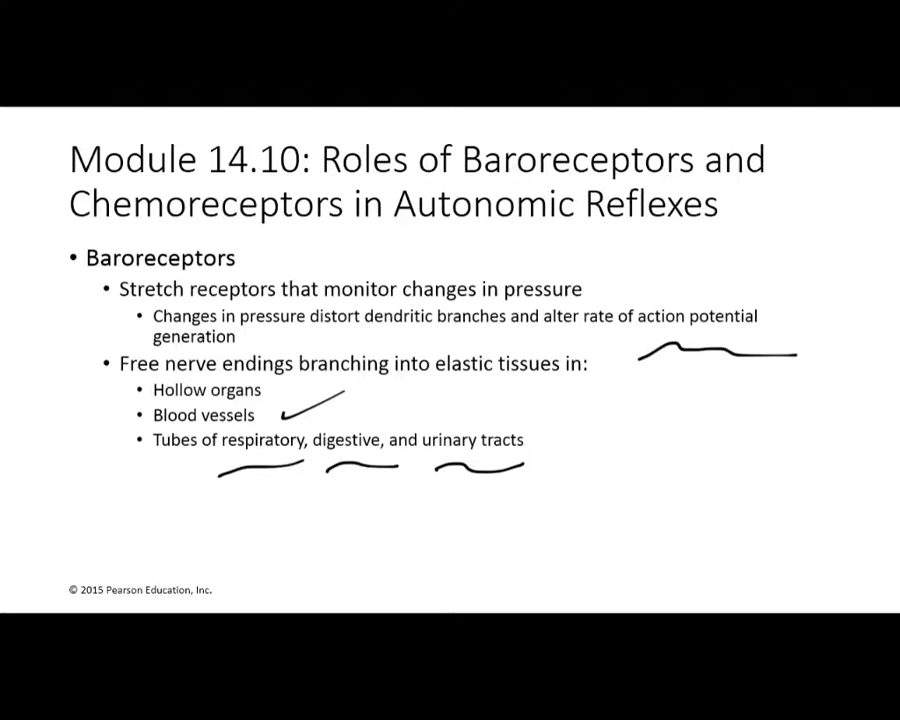 Module 14.10: Roles of Baroreceptors and
Chemoreceptors in Autonomic Reflexes
• Baroreceptors
• Stretch receptors that monitor changes in pressure
• Changes in pressure distort dendritic branches and alter rate of action potential
generation
• Free nerve endings branching into elastic tissues in:
• Hollow organs
• Blood vessels
• Tubes of respiratory, digestive, and urinary tracts
© 2015 Pearson Education, Inc.